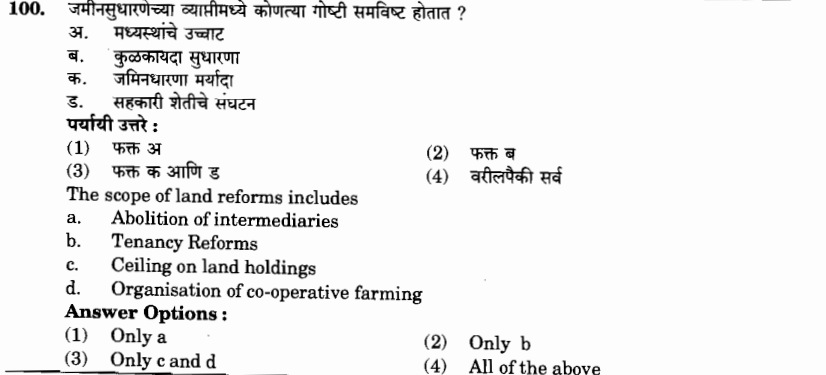 100. जमीनसुधारणेच्या व्याप्तीमध्ये कोणत्या गोष्टी समविष्ट होतात ?
अ. मध्यस्थांचे उच्चाट
ब. कुळकायदा सुधारणा
क. जमिनधारणा मर्यादा
ड. सहकारी शेतीचे संघटन
पर्यायी उत्तरे :
(1) फक्त अ (2) फक्त ब
(3) फक्त क आणि ड (4) वरीलपैकी सर्व
The scope of land reforms includes
a. Abolition of intermediaries
b. Tenancy Reforms
c. Ceiling on land holdings
d. Organisation of co-operative farming
Answer Options :
(1) Only a (2) Only b
(3) Only c and d (4) All of the above